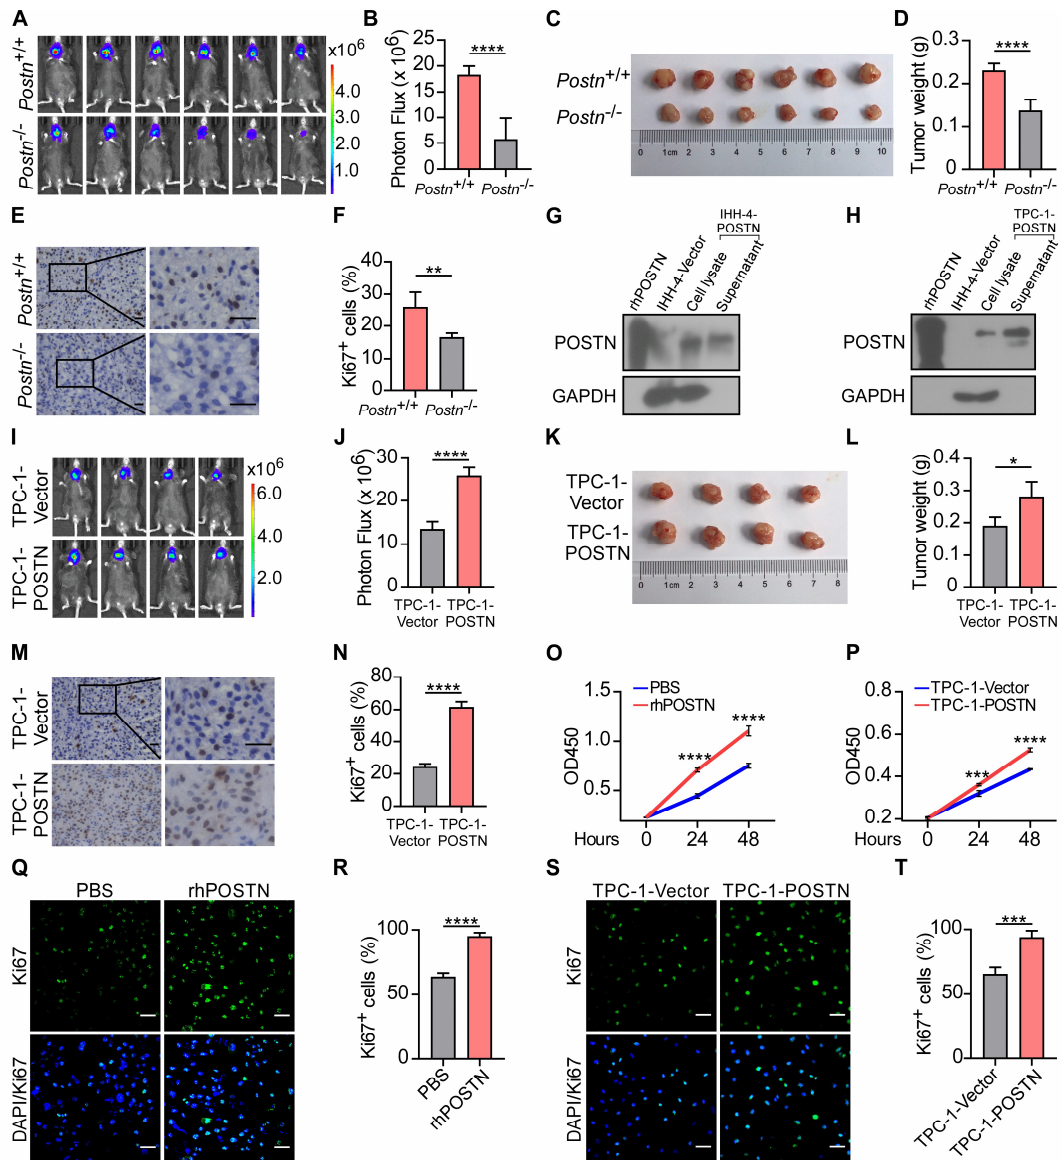 A
Postn+/+
Postn-/-
x10⁶
5.0
4.0
3.0
2.0
1.0
B
Photon Flux (x 10⁶)
25
20
15
10
5
0
****
Postn+/+ Postn-/-
C
Postn+/+
Postn-/-
0 1cm 2 3 4 5 6 7 8 9 10
D
Tumor weight (g)
0.3
0.2
0.1
0
****
Postn+/+ Postn-/-
E
Postn+/+
Postn-/-
F
Ki67⁺ cells (%)
40
30
20
10
0
**
Postn+/+ Postn-/-
G
IHH-4-
POSTN
rhPOSTN
IHH-4-Vector
Cell lysate
Supernatant
POSTN
GAPDH
H
TPC-1-
POSTN
rhPOSTN
IHH-4-Vector
Cell lysate
Supernatant
POSTN
GAPDH
I
TPC-1-
Vector
TPC-1-
POSTN
x10⁶
6.0
4.0
2.0
J
Photon Flux (x 10⁶)
30
20
10
0
****
TPC-1- TPC-1-
Vector POSTN
K
TPC-1-
Vector
TPC-1-
POSTN
0 1cm 2 3 4 5 6 7 8
L
Tumor weight (g)
0.4
0.3
0.2
0.1
0
*
TPC-1-
Vector
TPC-1-
POSTN
M
TPC-1-
Vector
TPC-1-
POSTN
N
Ki67⁺ cells (%)
80
60
40
20
0
****
TPC-1- TPC-1-
Vector POSTN
O
OD450
1.5
1.0
0.5
PBS
rhPOSTN
****
****
Hours 0 24 48
P
OD450
0.8
0.6
0.4
0.2
TPC-1-Vector
TPC-1-POSTN
***
****
Hours 0 24 48
Q
PBS rhPOSTN
Ki67
DAPI/Ki67
R
Ki67⁺ cells (%)
100
50
0
****
PBS
rhPOSTN
S
TPC-1-Vector TPC-1-POSTN
Ki67
DAPI/Ki67
T
Ki67⁺ cells (%)
100
50
0
***
TPC-1-Vector
TPC-1-POSTN